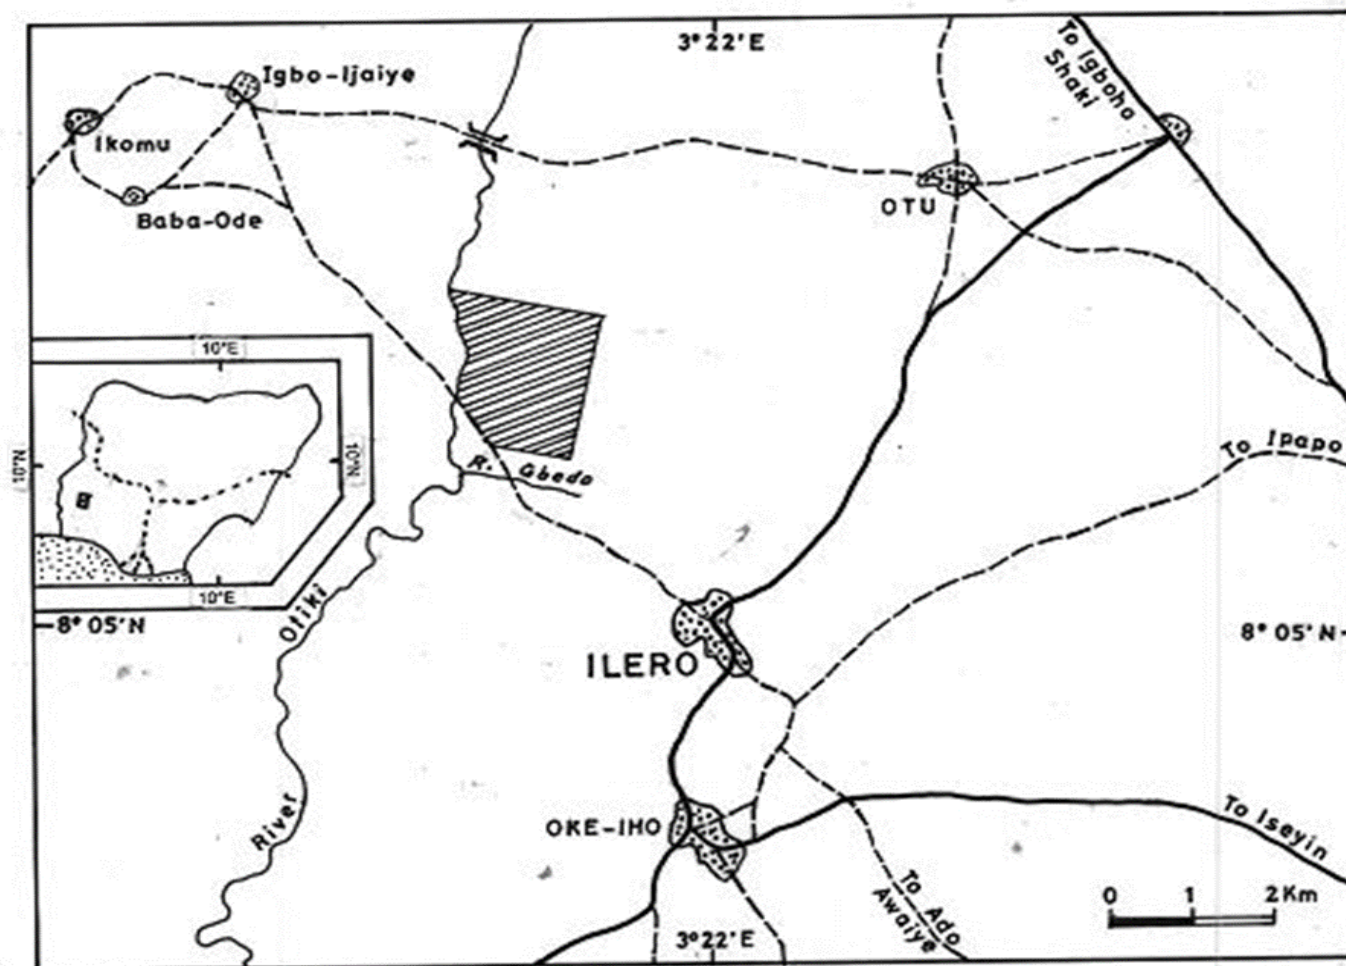 3°22'E
To Igboha
Shaki
Igbo-Ijaiye
Ikomu
Baba-Ode
OTU
10°E
10°N
10°N
10°E
To Ipapo
R. Gbedo
8° 05'N
8° 05'N
Otiki
ILERO
River
OKE-IHO
To Iseyin
To Ado
Awaiye
0 1 2Km
3°22'E